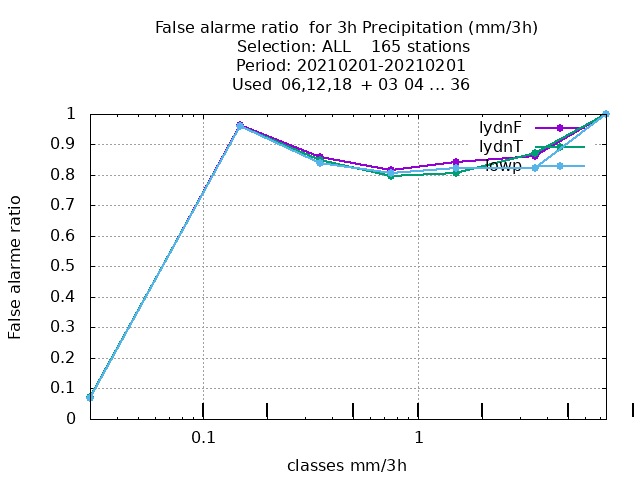 False alarme ratio  for 3h Precipitation (mm/3h)
Selection: ALL    165 stations
Period: 20210201-20210201
Used  06,12,18  + 03 04 ... 36
lydnF
lydnT
lowp
1
0.9
0.8
0.7
0.6
0.5
0.4
0.3
0.2
0.1
0
False alarme ratio
0.1
1
classes mm/3h